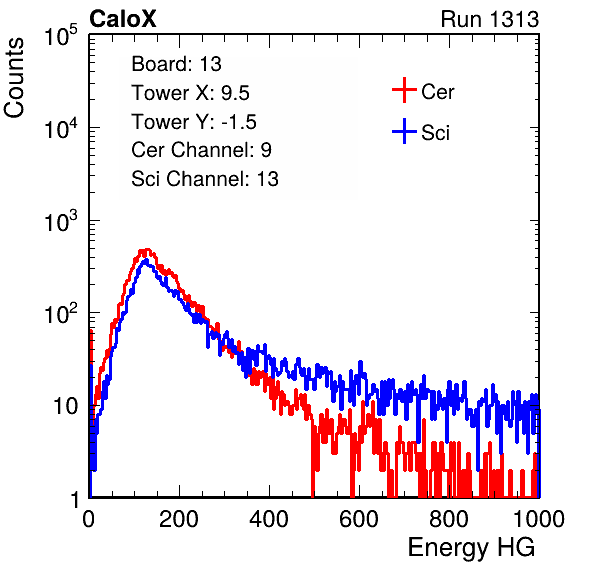 CaloX Run 1313
Counts
Board: 13
Tower X: 9.5
Tower Y: -1.5
Cer Channel: 9
Sci Channel: 13
Cer
Sci
10^5
10^4
10^3
10^2
10
1
0 200 400 600 800 1000
Energy HG